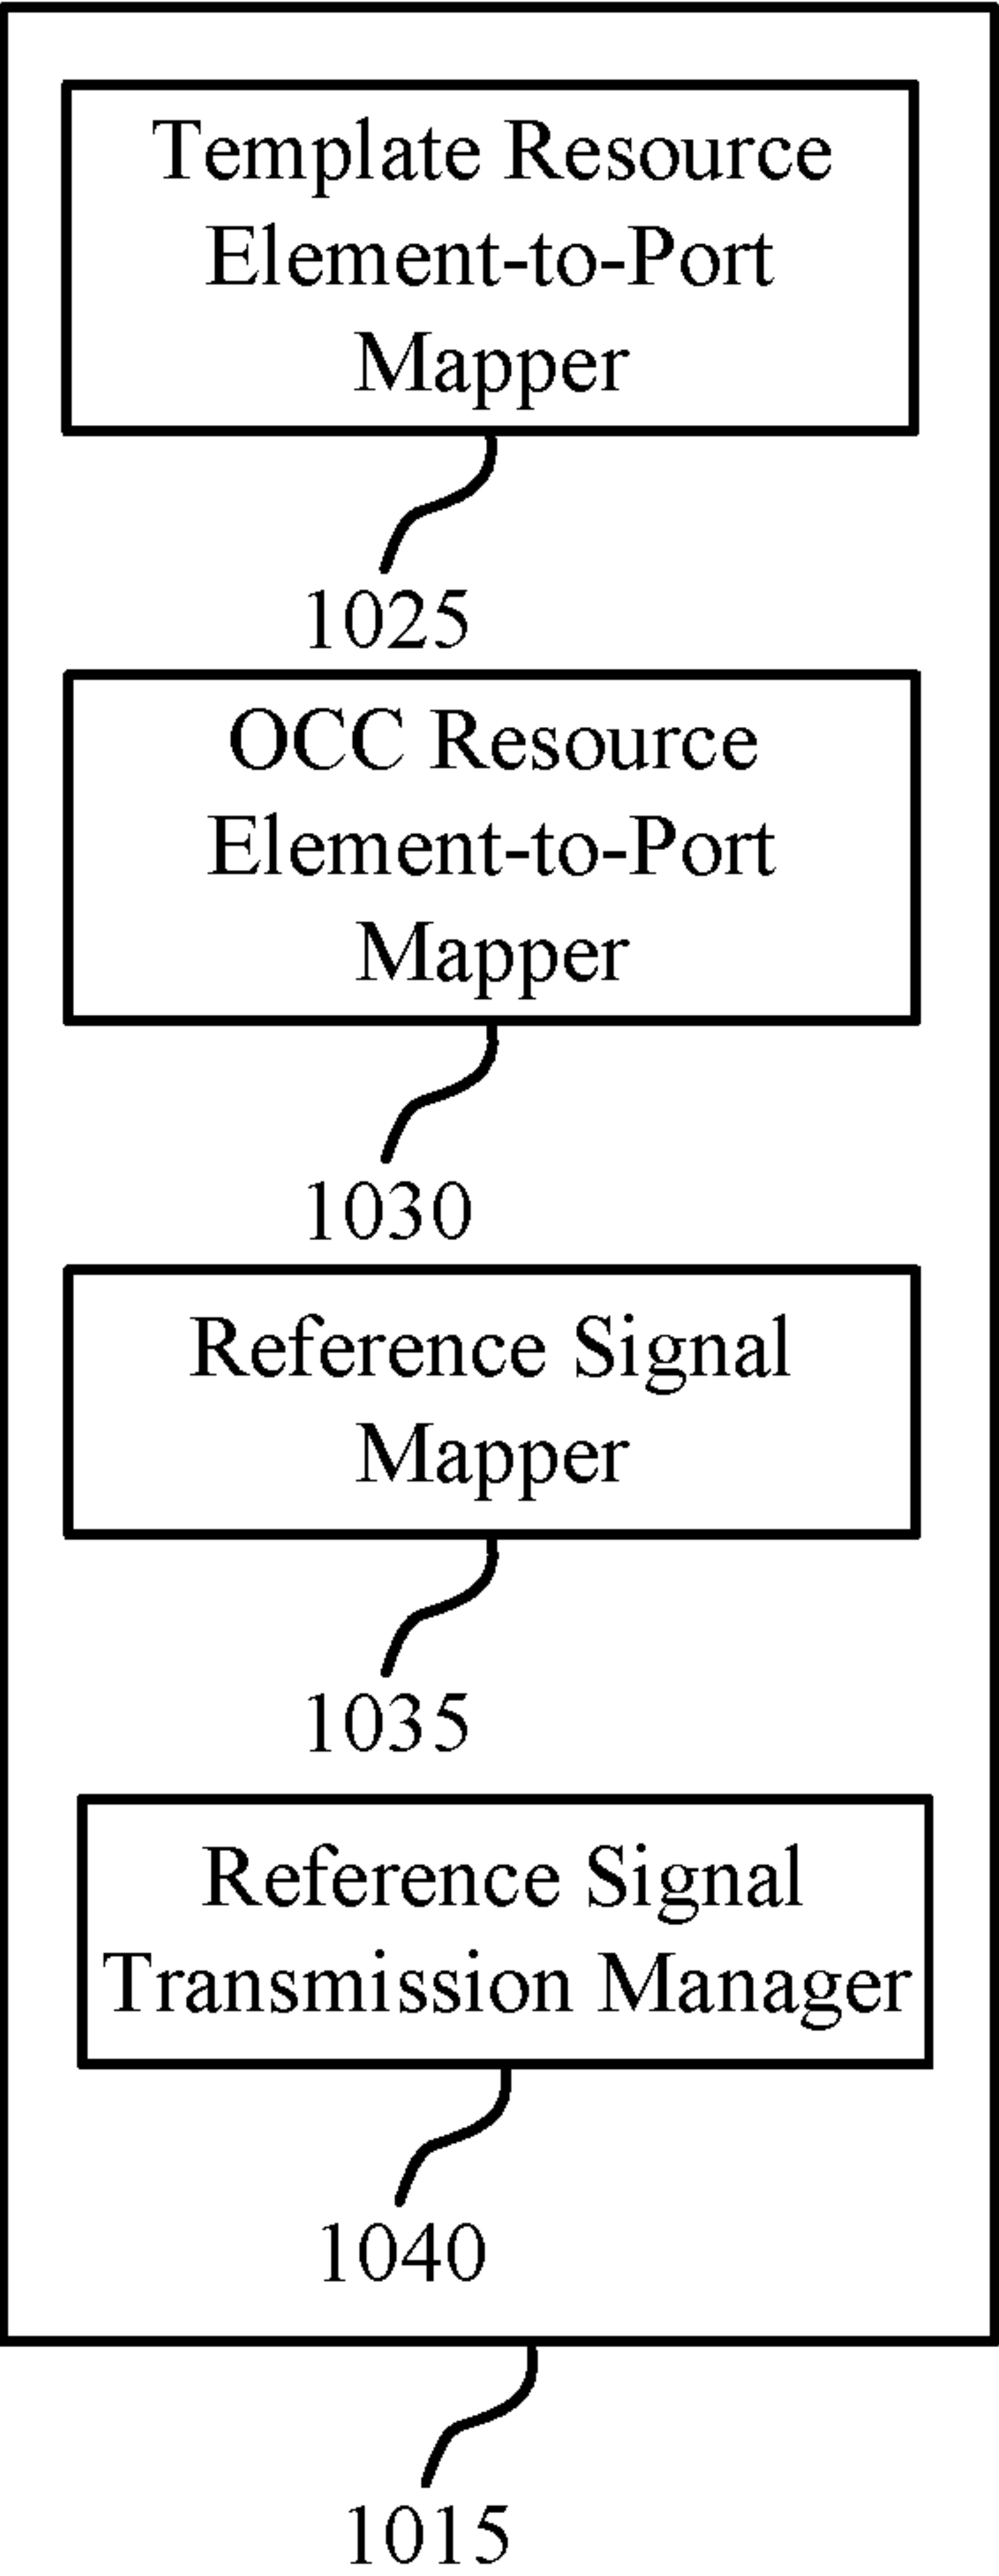 Template Resource
Element-to-Port
Mapper
1025
OCC Resource
Element-to-Port
Mapper
1030
Reference Signal
Mapper
1035
Reference Signal
Transmission Manager
1040
1015